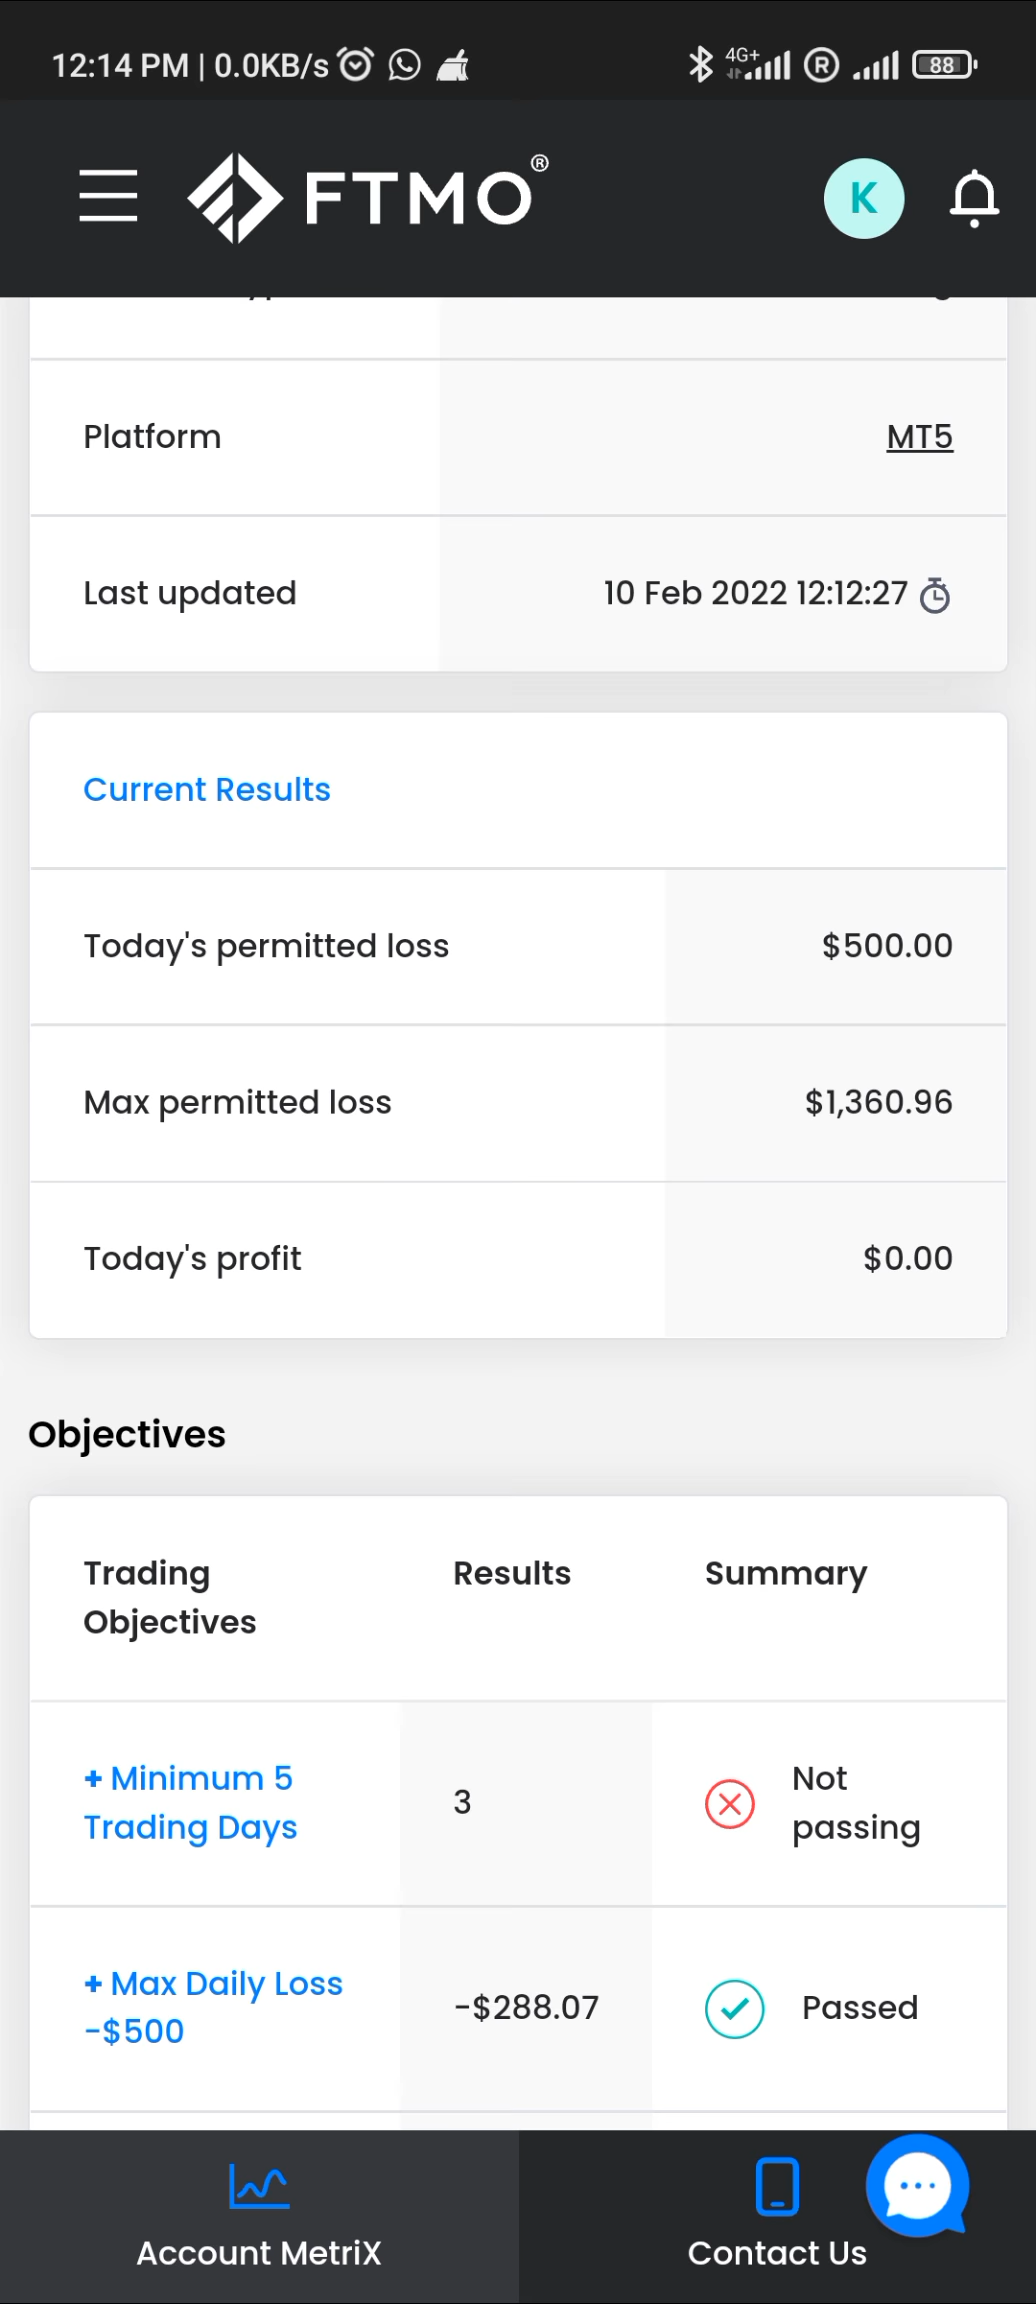 12:14 PM | 0.0KB/s 4G+ R 88
FTMO®
K
Platform MT5
Last updated 10 Feb 2022 12:12:27
Current Results
Today's permitted loss $500.00
Max permitted loss $1,360.96
Today's profit $0.00
Objectives
Trading Objectives Results Summary
+ Minimum 5 Trading Days 3 Not passing
+ Max Daily Loss -$500 -$288.07 Passed
Account MetriX Contact Us